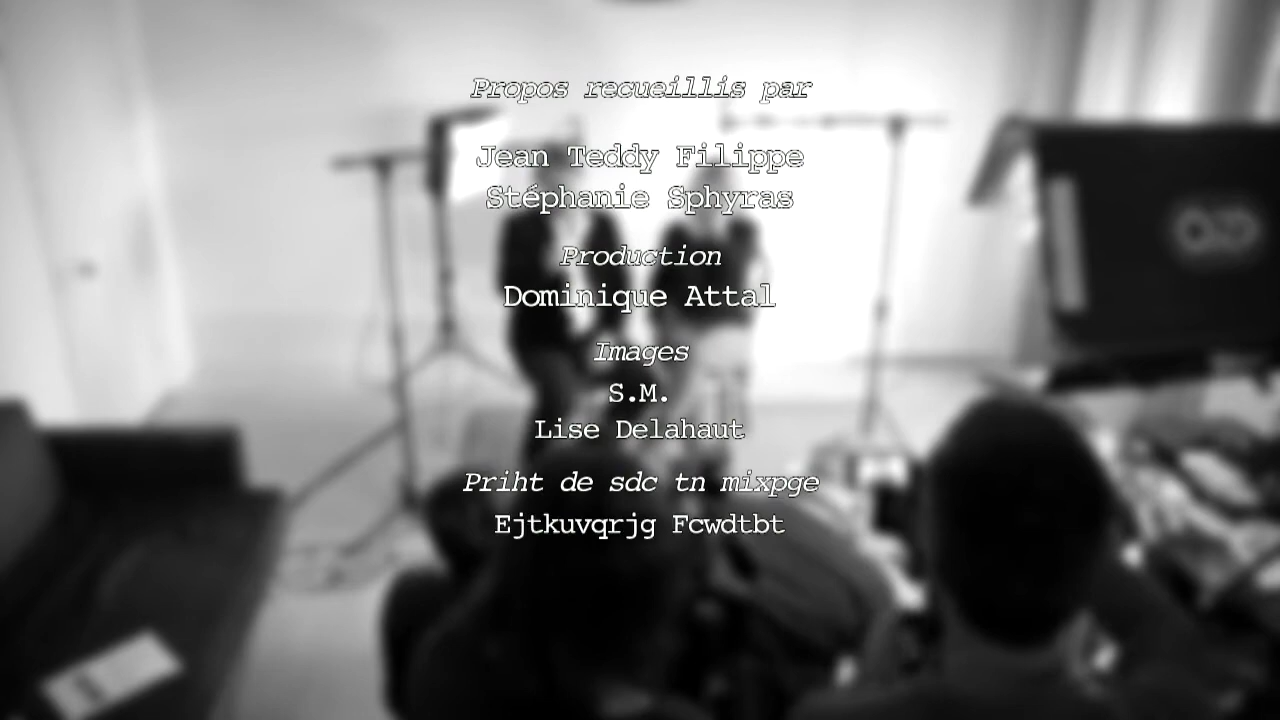 Propos recueillis par
Jean Teddy Filippe
Stéphanie Sphyras
Production
Dominique Attal
Images
S.M.
Lise Delahaut
Priht de sdc tn mixpge
Ejtkuvqrjg Fcwdtbt